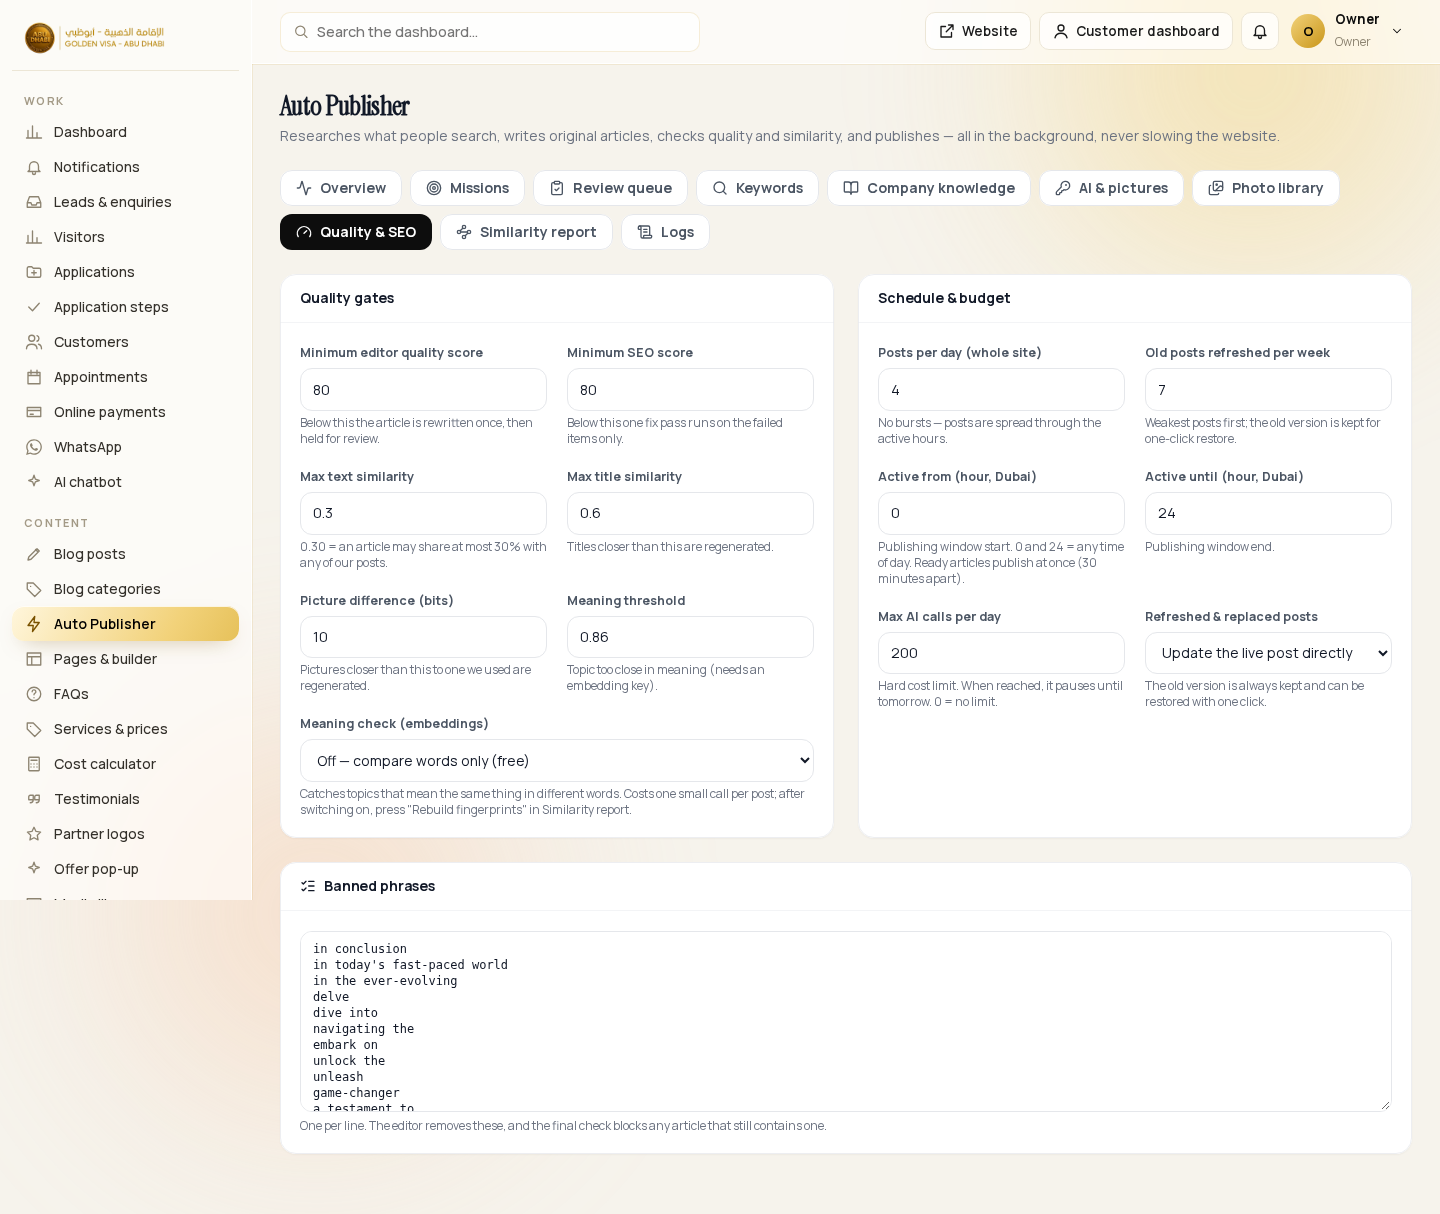 الإقامة الذهبية - ابوظبي
GOLDEN VISA - ABU DHABI
ABU DHABI
Search the dashboard...
Website
Customer dashboard
O
Owner
Owner
WORK
Dashboard
Notifications
Leads & enquiries
Visitors
Applications
Application steps
Customers
Appointments
Online payments
WhatsApp
AI chatbot
CONTENT
Blog posts
Blog categories
Auto Publisher
Pages & builder
FAQs
Services & prices
Cost calculator
Testimonials
Partner logos
Offer pop-up
Auto Publisher
Researches what people search, writes original articles, checks quality and similarity, and publishes — all in the background, never slowing the website.
Overview
Missions
Review queue
Keywords
Company knowledge
AI & pictures
Photo library
Quality & SEO
Similarity report
Logs
Quality gates
Minimum editor quality score
80
Below this the article is rewritten once, then
held for review.
Minimum SEO score
80
Below this one fix pass runs on the failed
items only.
Max text similarity
0.3
0.30 = an article may share at most 30% with
any of our posts.
Max title similarity
0.6
Titles closer than this are regenerated.
Picture difference (bits)
10
Pictures closer than this to one we used are
regenerated.
Meaning threshold
0.86
Topic too close in meaning (needs an
embedding key).
Meaning check (embeddings)
Off — compare words only (free)
Catches topics that mean the same thing in different words. Costs one small call per post; after
switching on, press "Rebuild fingerprints" in Similarity report.
Schedule & budget
Posts per day (whole site)
4
No bursts — posts are spread through the
active hours.
Old posts refreshed per week
7
Weakest posts first; the old version is kept for
one-click restore.
Active from (hour, Dubai)
0
Publishing window start. 0 and 24 = any time
of day. Ready articles publish at once (30
minutes apart).
Active until (hour, Dubai)
24
Publishing window end.
Max AI calls per day
200
Hard cost limit. When reached, it pauses until
tomorrow. 0 = no limit.
Refreshed & replaced posts
Update the live post directly
The old version is always kept and can be
restored with one click.
Banned phrases
in conclusion
in today's fast-paced world
in the ever-evolving
delve
dive into
navigating the
embark on
unlock the
unleash
game-changer
a testament to
One per line. The editor removes these, and the final check blocks any article that still contains one.